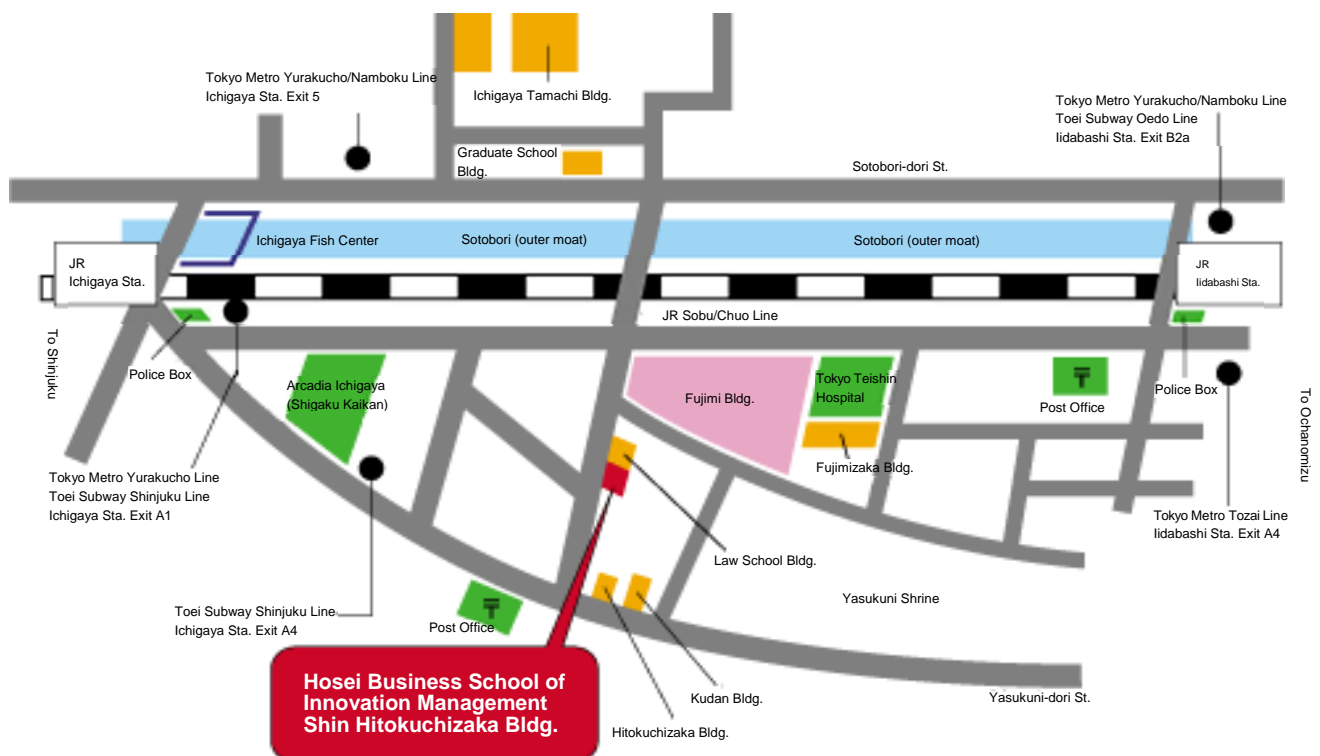 Tokyo Metro Yurakucho/Namboku Line
Ichigaya Sta. Exit 5
Ichigaya Tamachi Bldg.
Tokyo Metro Yurakucho/Namboku Line
Toei Subway Oedo Line
Iidabashi Sta. Exit B2a
Graduate School
Bldg.
Sotobori-dori St.
Ichigaya Fish Center
Sotobori (outer moat)
Sotobori (outer moat)
JR
Ichigaya Sta.
JR
Iidabashi Sta.
JR Sobu/Chuo Line
To Shinjuku
Police Box
Arcadia Ichigaya
(Shigaku Kaikan)
Fujimi Bldg.
Tokyo Teishin
Hospital
〒
Post Office
Police Box
To Ochanomizu
Fujimizaka Bldg.
Tokyo Metro Yurakucho Line
Toei Subway Shinjuku Line
Ichigaya Sta. Exit A1
Tokyo Metro Tozai Line
Iidabashi Sta. Exit A4
Law School Bldg.
Yasukuni Shrine
Toei Subway Shinjuku Line
Ichigaya Sta. Exit A4
〒
Post Office
Hosei Business School of
Innovation Management
Shin Hitokuchizaka Bldg.
Kudan Bldg.
Yasukuni-dori St.
Hitokuchizaka Bldg.